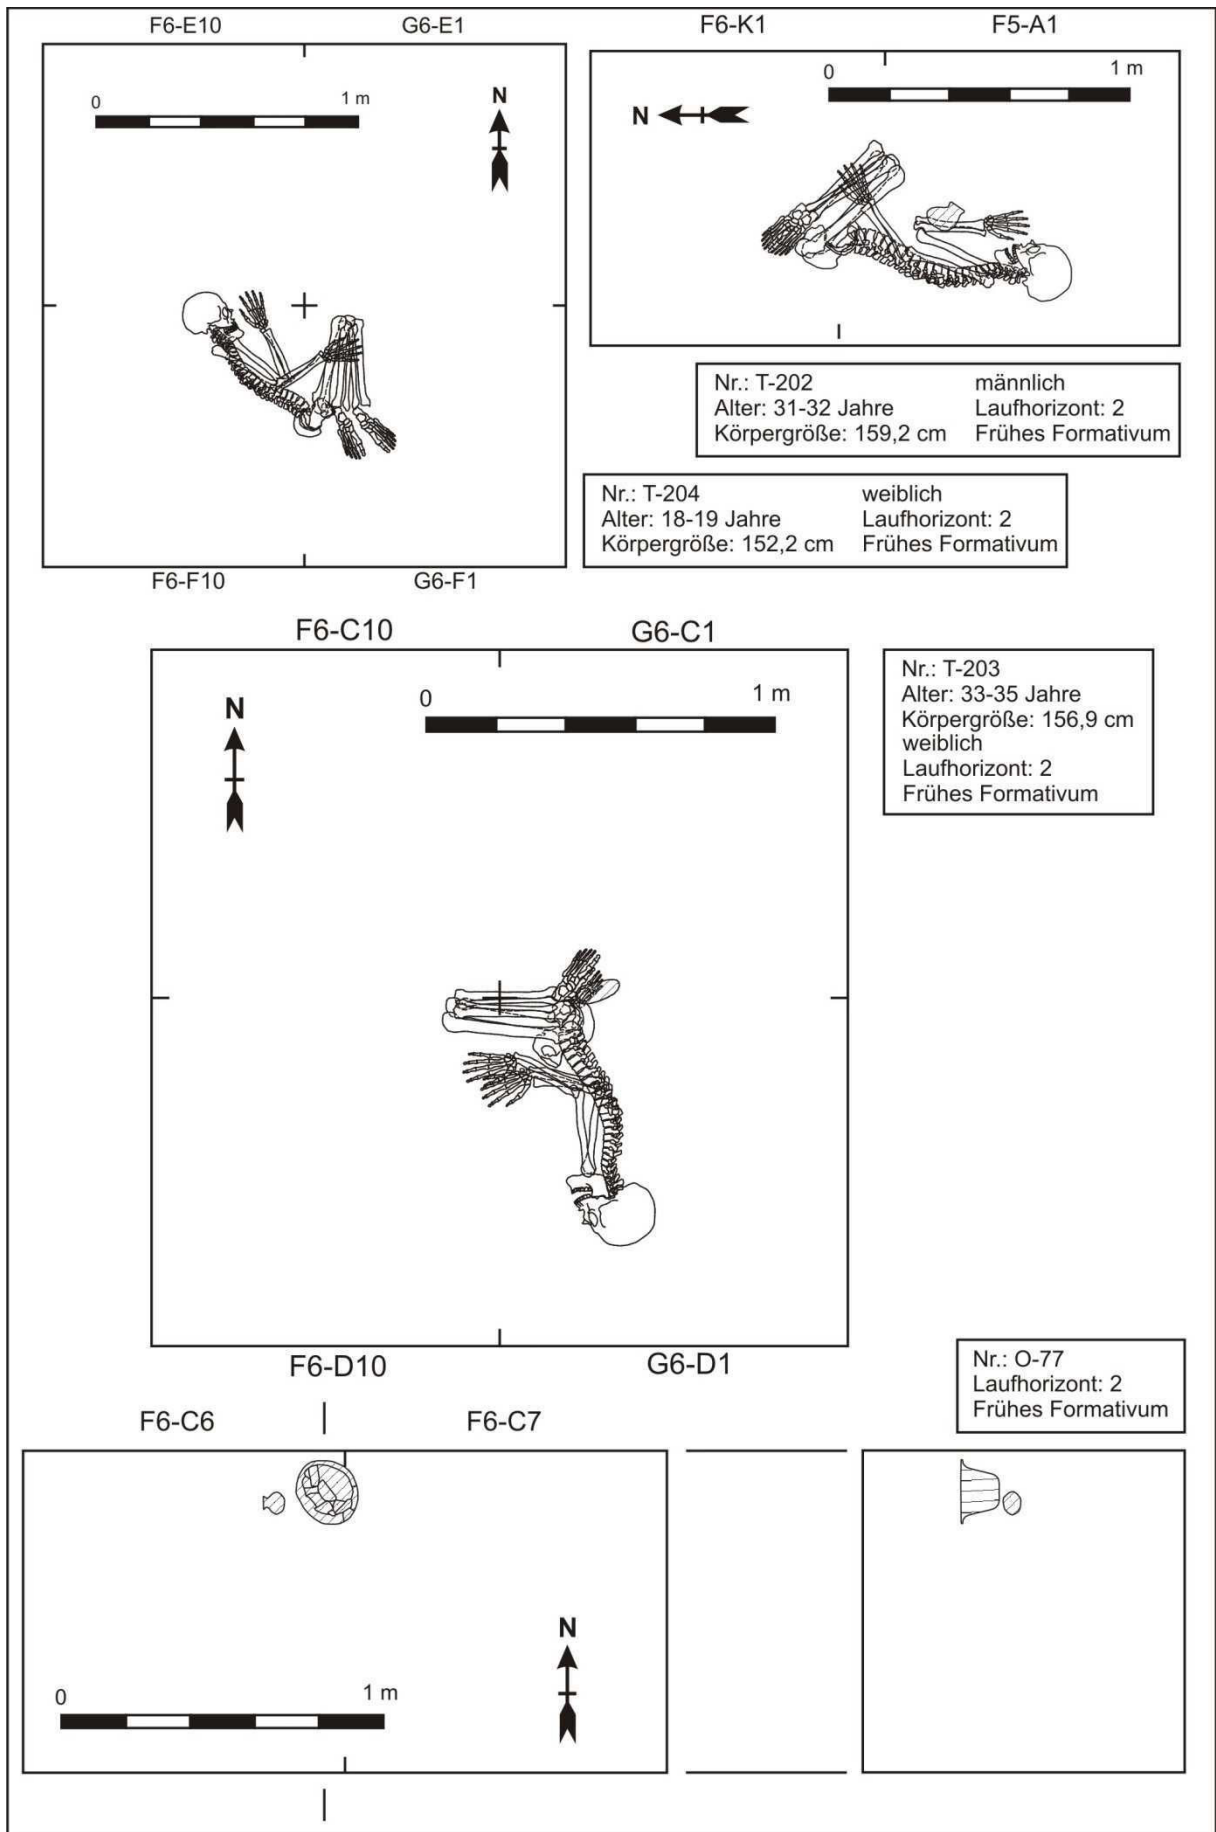 F6-E10 G6-E1
0 1 m
N
F6-F10 G6-F1
F6-K1 F5-A1
0 1 m
N
Nr.: T-202 männlich
Alter: 31-32 Jahre Laufhorizont: 2
Körpergröße: 159,2 cm Frühes Formativum
Nr.: T-204 weiblich
Alter: 18-19 Jahre Laufhorizont: 2
Körpergröße: 152,2 cm Frühes Formativum
F6-C10 G6-C1
0 1 m
N
F6-D10 G6-D1
Nr.: T-203
Alter: 33-35 Jahre
Körpergröße: 156,9 cm
weiblich
Laufhorizont: 2
Frühes Formativum
Nr.: O-77
Laufhorizont: 2
Frühes Formativum
F6-C6 F6-C7
N
0 1 m